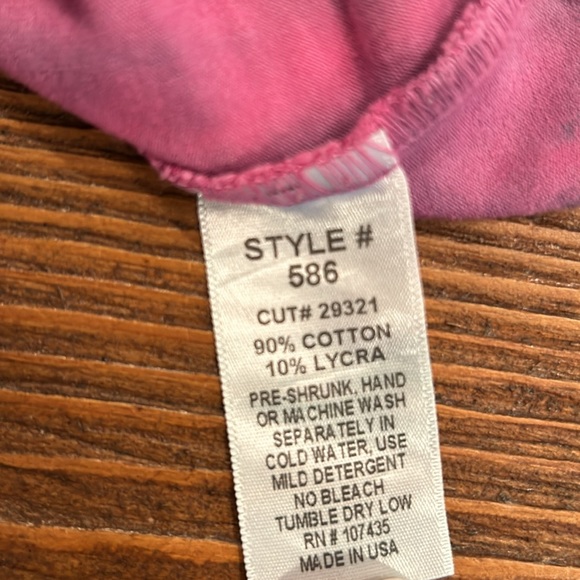 STYLE #
586
CUT# 29321
90% COTTON
10% LYCRA
PRE-SHRUNK, HAND
OR MACHINE WASH
SEPARATELY IN
COLD WATER, USE
MILD DETERGENT
NO BLEACH
TUMBLE DRY LOW
RN # 107435
MADE IN USA